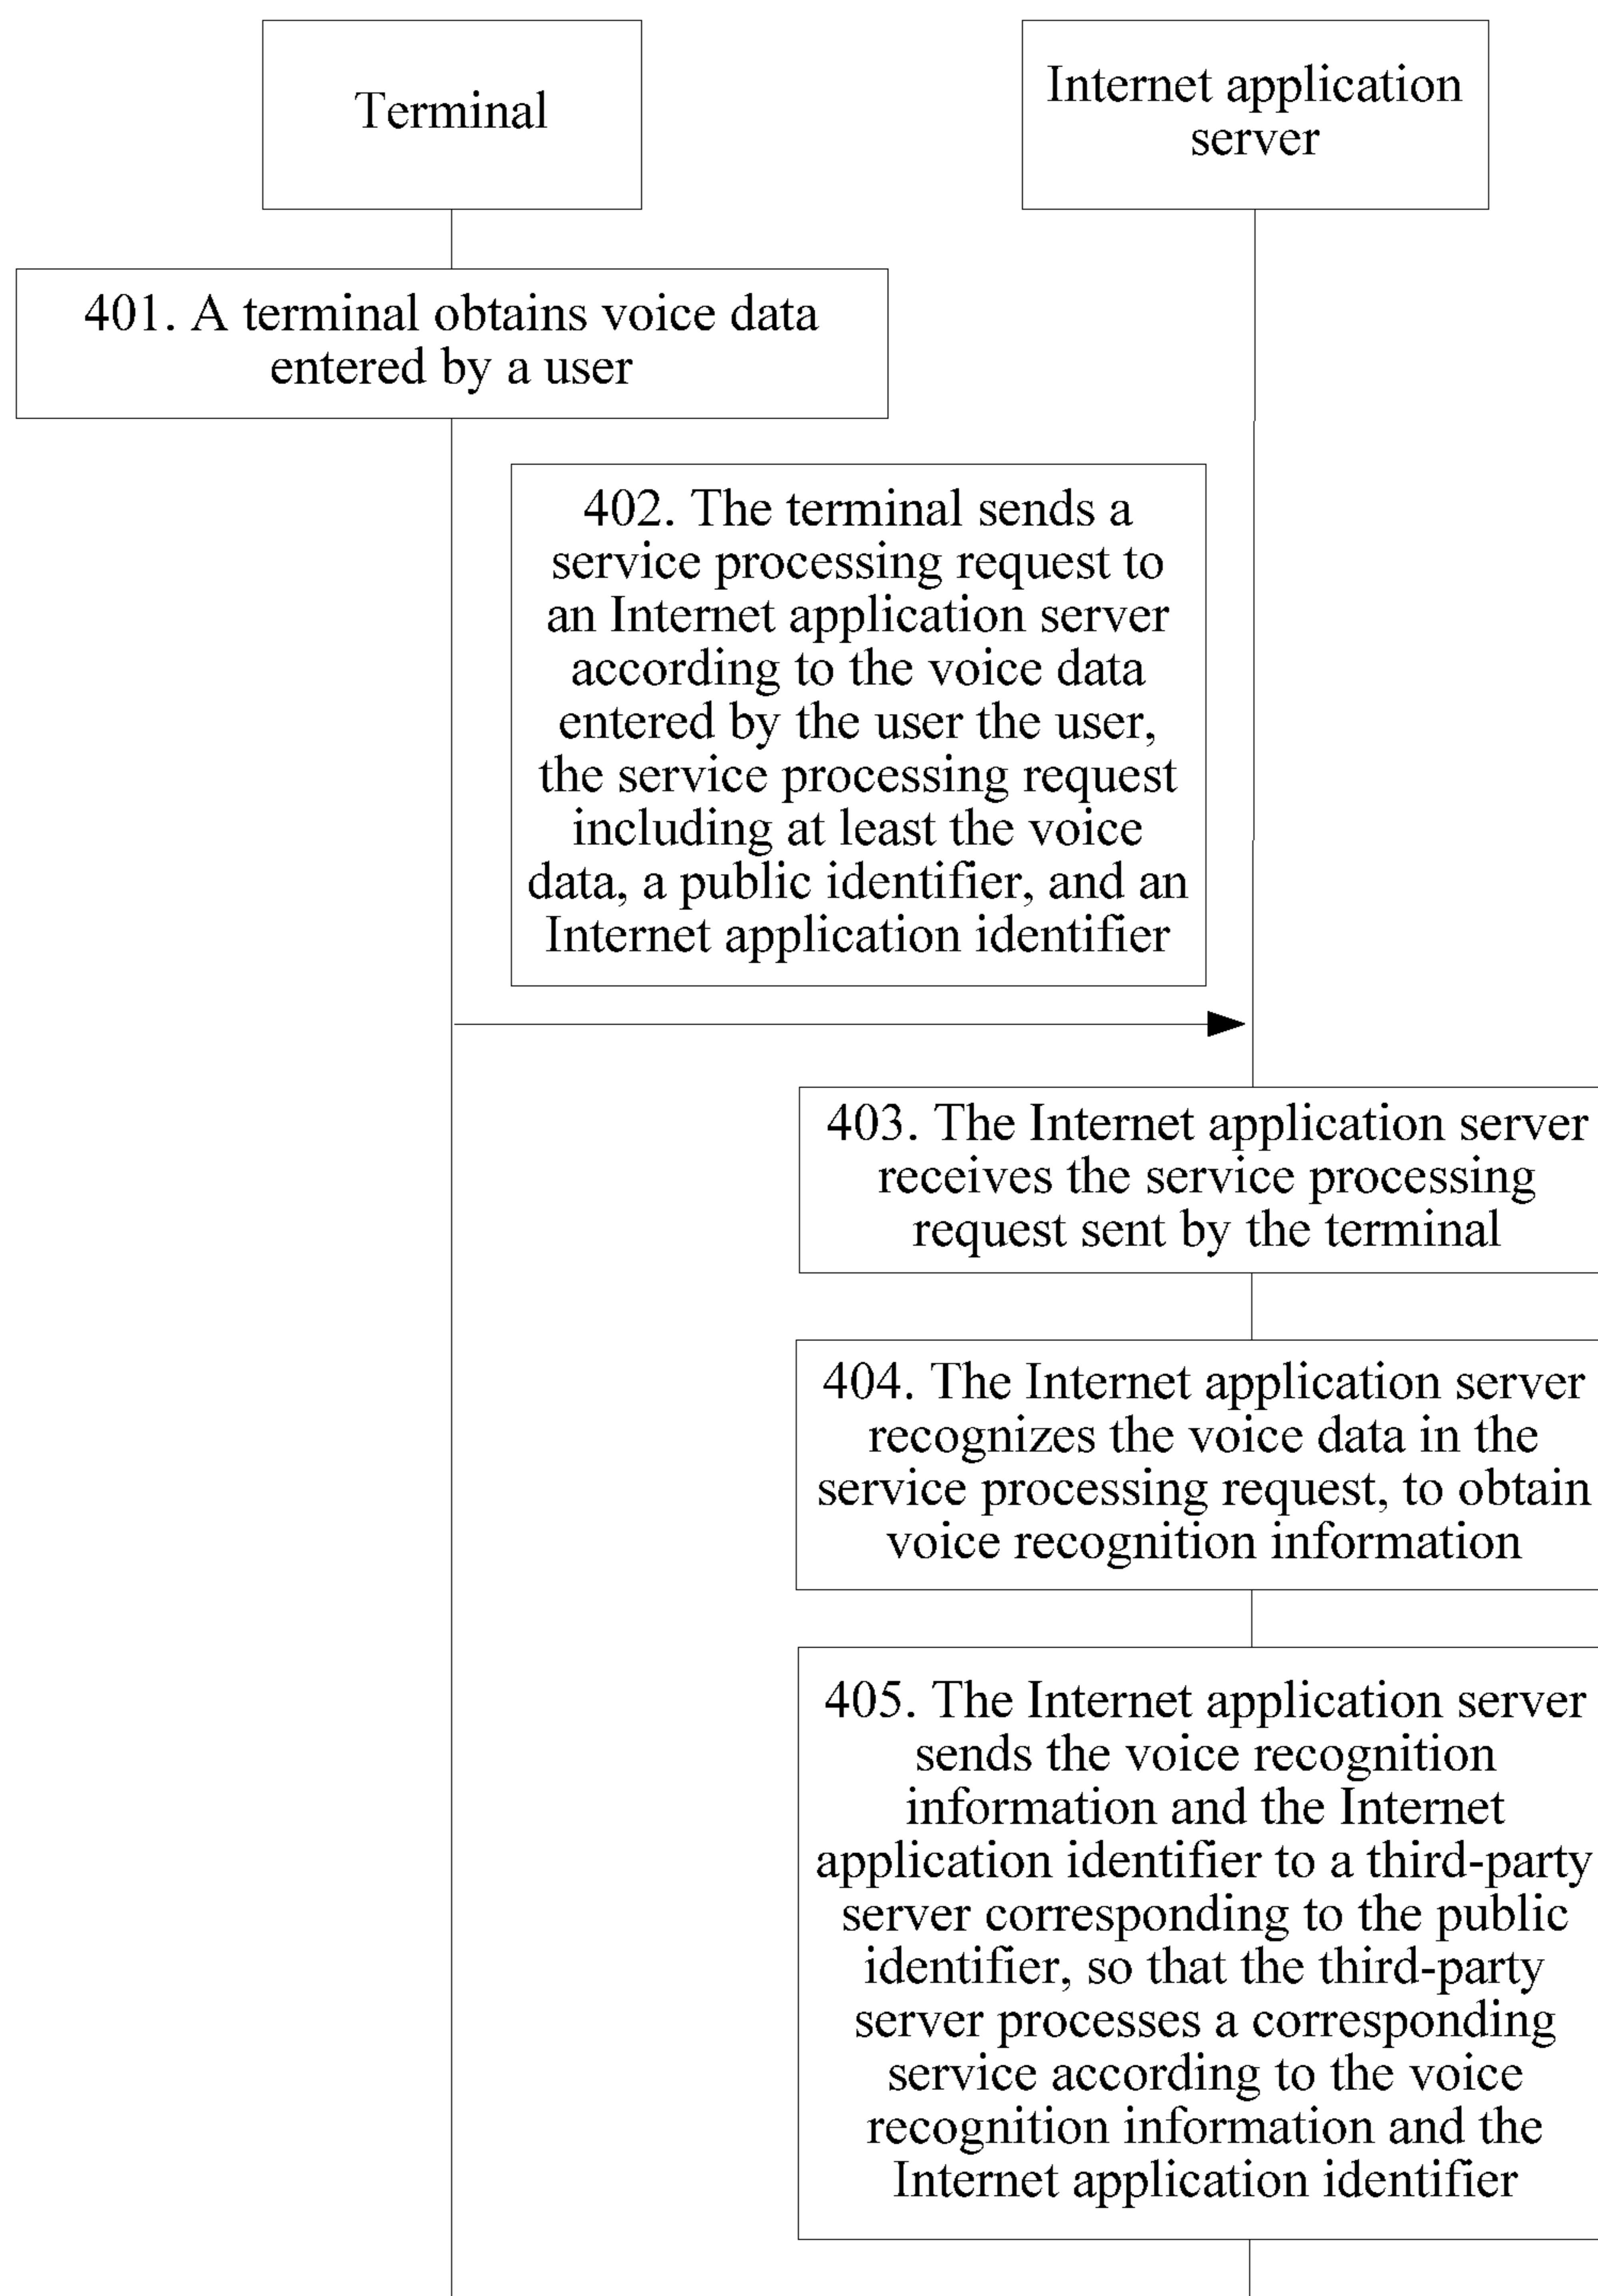 Terminal
Internet application
server
401. A terminal obtains voice data
entered by a user
402. The terminal sends a
service processing request to
an Internet application server
according to the voice data
entered by the user the user,
the service processing request
including at least the voice
data, a public identifier, and an
Internet application identifier
403. The Internet application server
receives the service processing
request sent by the terminal
404. The Internet application server
recognizes the voice data in the
service processing request, to obtain
voice recognition information
405. The Internet application server
sends the voice recognition
information and the Internet
application identifier to a third-party
server corresponding to the public
identifier, so that the third-party
server processes a corresponding
service according to the voice
recognition information and the
Internet application identifier